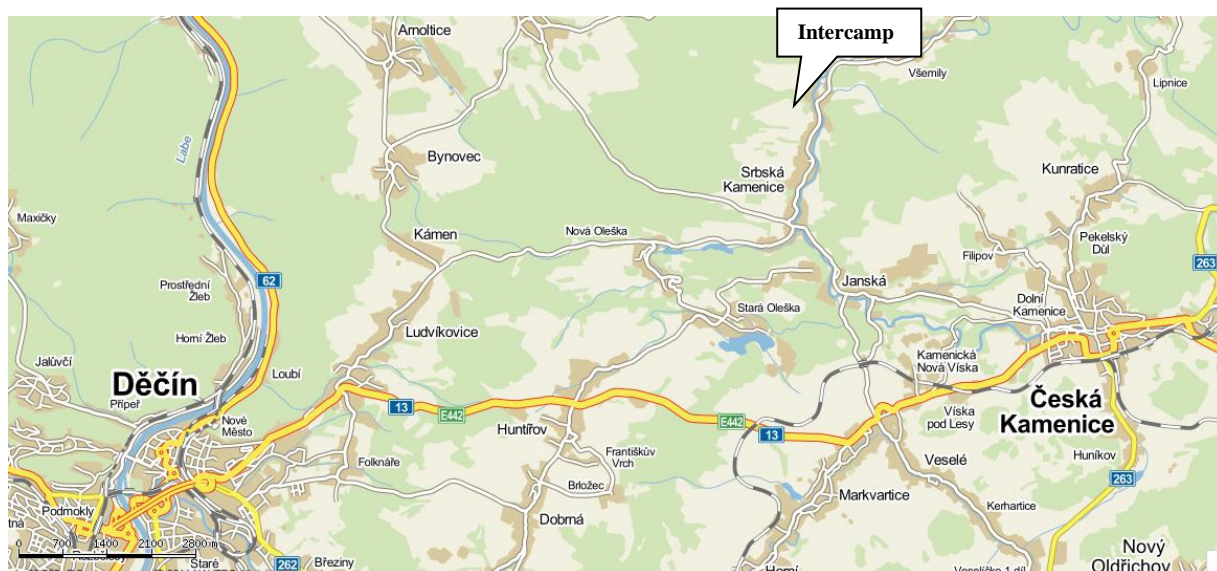 Arnoltice
Intercamp
Všemily
Lipnice
Labe
Bynovec
Srbská
Kamenice
Kunratice
Maxičky
Kámen
Nová Oleška
Pekelský
Důl
Filipov
263
62
Prostřední
Žleb
Janská
Stará Oleška
Dolní
Kamenice
Horní Žleb
Ludvíkovice
Jalůvčí
Loubí
Kamenická
Nová Víska
Děčín
Přípeř
13
E442
Nové
Město
Huntířov
E442
13
Česká
Kamenice
Víska
pod Lesy
Folknáře
Františkův
Vrch
Veselé
Huníkov
263
Brložec
Markvartice
Kerhartice
Podmokly
Dobrná
0 700 1400 2100 2800 m
Staré
262
Březiny
Horní
Nový
Oldřichov